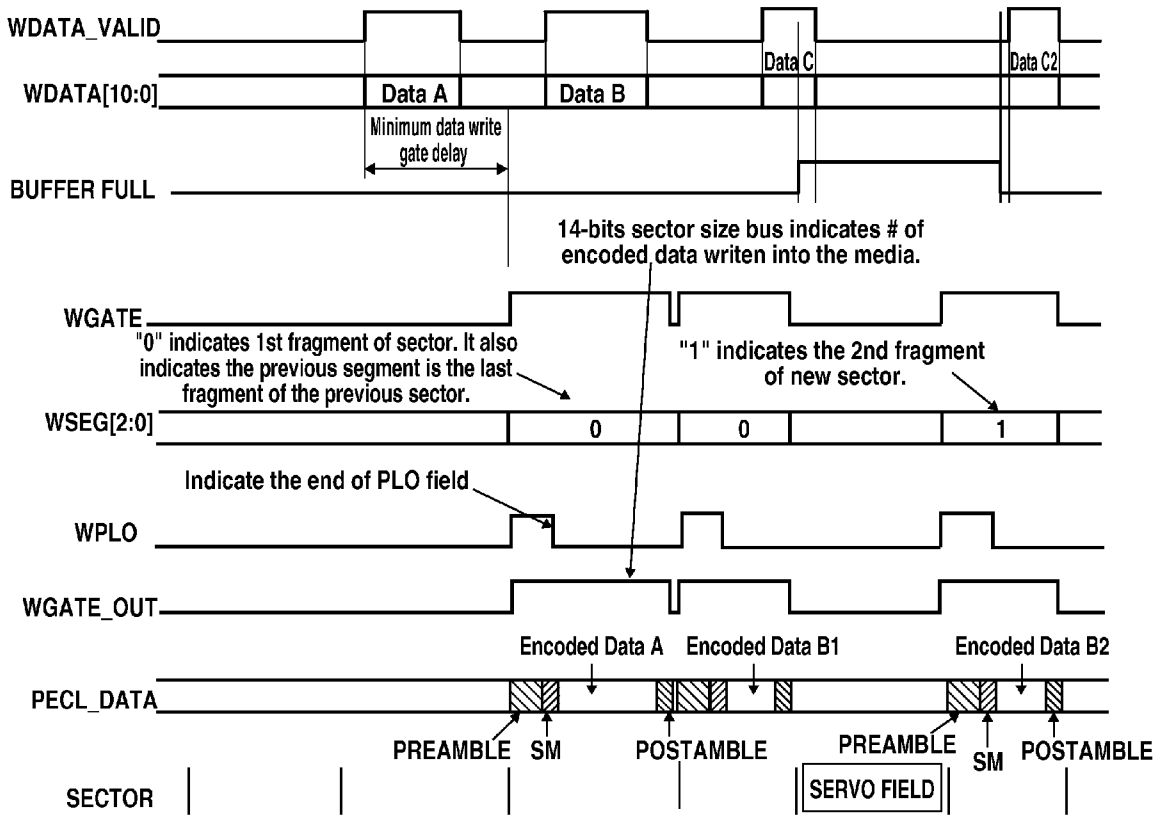 WDATA_VALID
Data C
Data C2
WDATA[10:0]
Data A
Data B
Minimum data write
gate delay
BUFFER FULL
14-bits sector size bus indicates # of
encoded data writen into the media.
WGATE
"0" indicates 1st fragment of sector. It also
indicates the previous segment is the last
fragment of the previous sector.
"1" indicates the 2nd fragment
of new sector.
WSEG[2:0]
0
0
1
Indicate the end of PLO field
WPLO
WGATE_OUT
Encoded Data A
Encoded Data B1
Encoded Data B2
PECL_DATA
PREAMBLE
SM
POSTAMBLE
PREAMBLE
SM
POSTAMBLE
SECTOR
SERVO FIELD